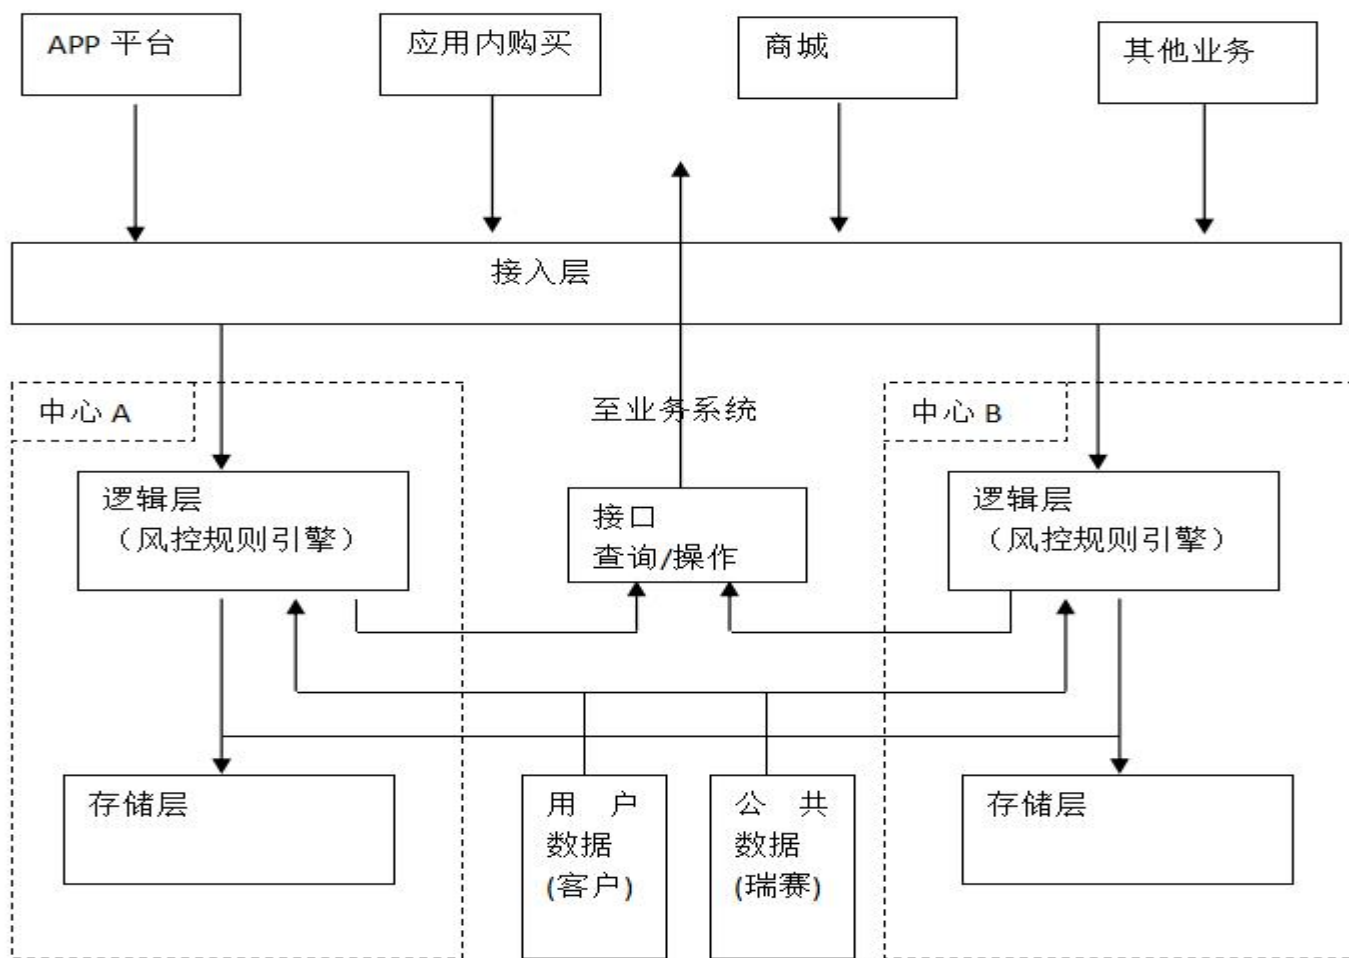 APP 平台
应用内购买
商城
其他业务
接入层
中心 A
至业务系统
中心 B
逻辑层
（风控规则引擎）
接口
查询/操作
逻辑层
（风控规则引擎）
存储层
用 户
数据
(客户)
公 共
数据
(瑞赛)
存储层